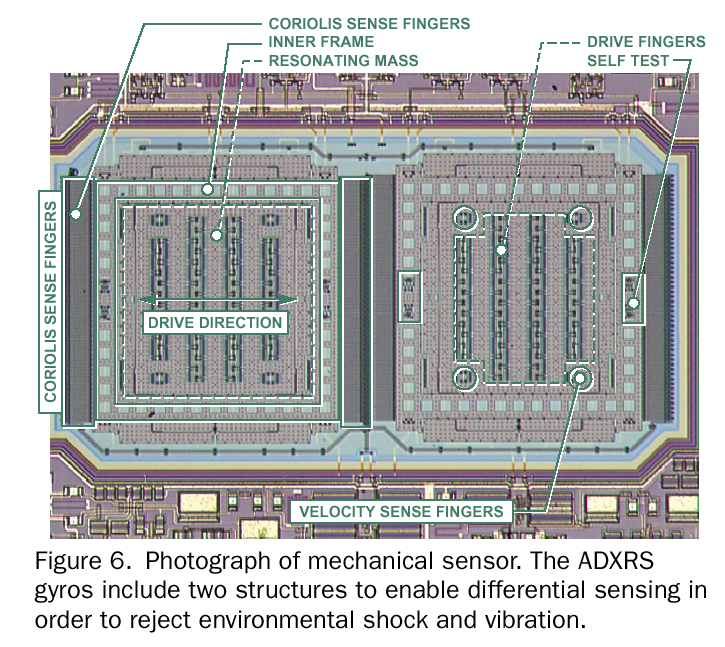 CORIOLIS SENSE FINGERS
INNER FRAME
RESONATING MASS
DRIVE FINGERS
SELF TEST
CORIOLIS SENSE FINGERS
DRIVE DIRECTION
VELOCITY SENSE FINGERS
Figure 6. Photograph of mechanical sensor. The ADXRS
gyros include two structures to enable differential sensing in
order to reject environmental shock and vibration.